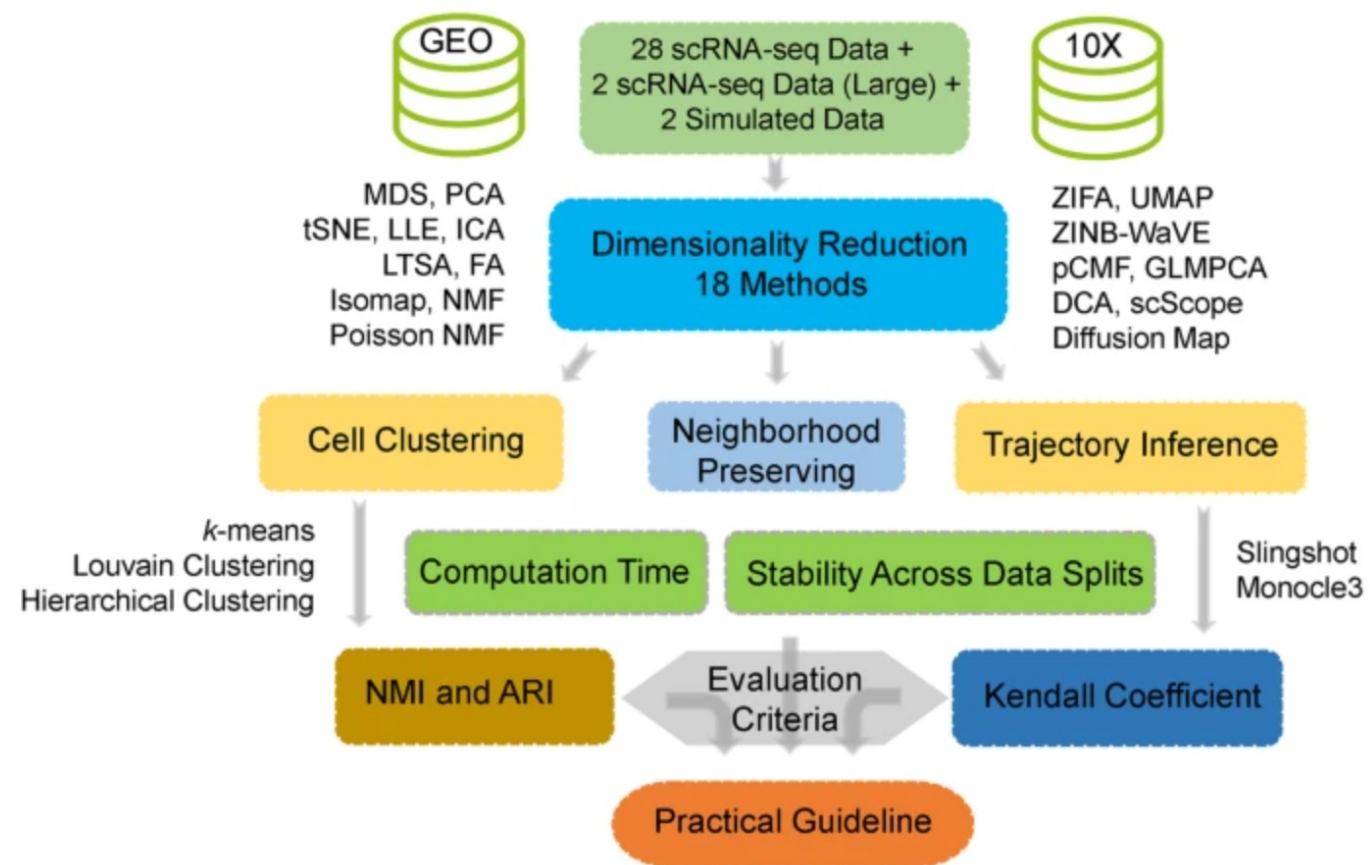 GEO
28 scRNA-seq Data +
2 scRNA-seq Data (Large) +
2 Simulated Data
10X
MDS, PCA
tSNE, LLE, ICA
LTSA, FA
Isomap, NMF
Poisson NMF
Dimensionality Reduction
18 Methods
ZIFA, UMAP
ZINB-WaVE
pCMF, GLMPCA
DCA, scScope
Diffusion Map
Cell Clustering
Neighborhood
Preserving
Trajectory Inference
k-means
Louvain Clustering
Hierarchical Clustering
Computation Time
Stability Across Data Splits
Slingshot
Monocle3
NMI and ARI
Evaluation
Criteria
Kendall Coefficient
Practical Guideline